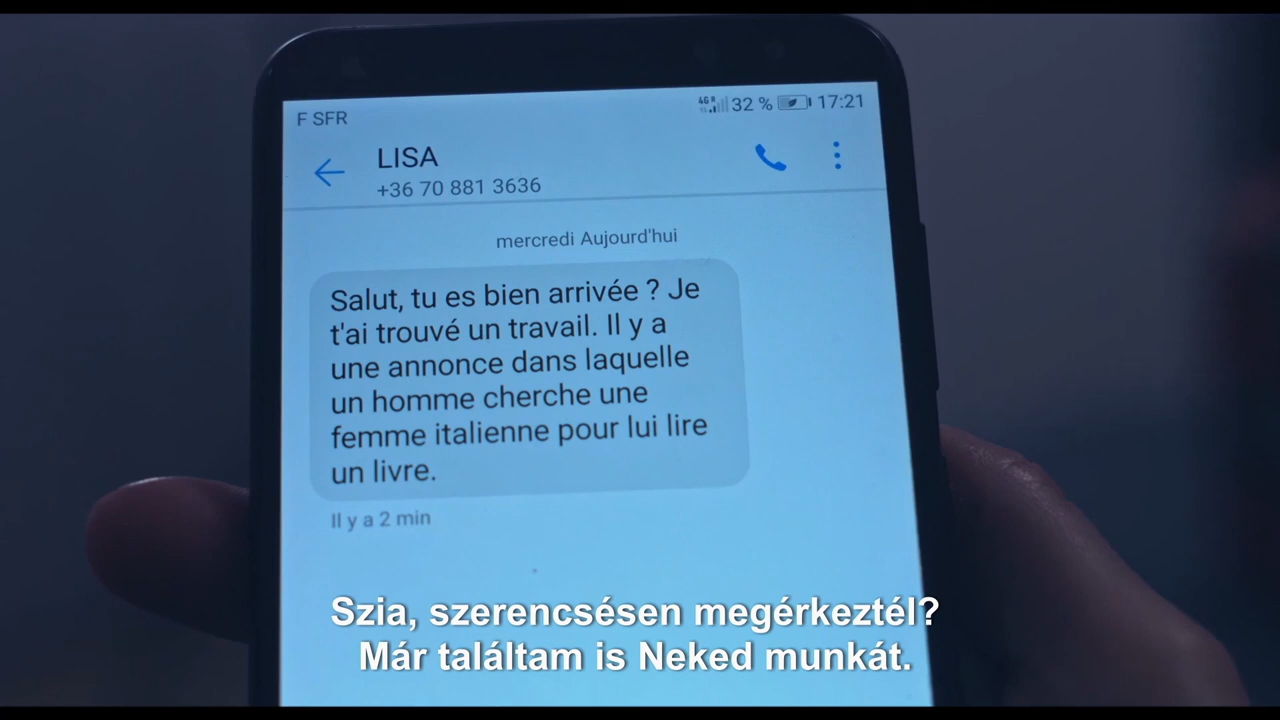 F SFR
4G 32 % 17:21
LISA
+36 70 881 3636
mercredi Aujourd'hui
Salut, tu es bien arrivée ? Je
t'ai trouvé un travail. Il y a
une annonce dans laquelle
un homme cherche une
femme italienne pour lui lire
un livre.
Il y a 2 min
Szia, szerencsésen megérkeztél?
Már találtam is Neked munkát.